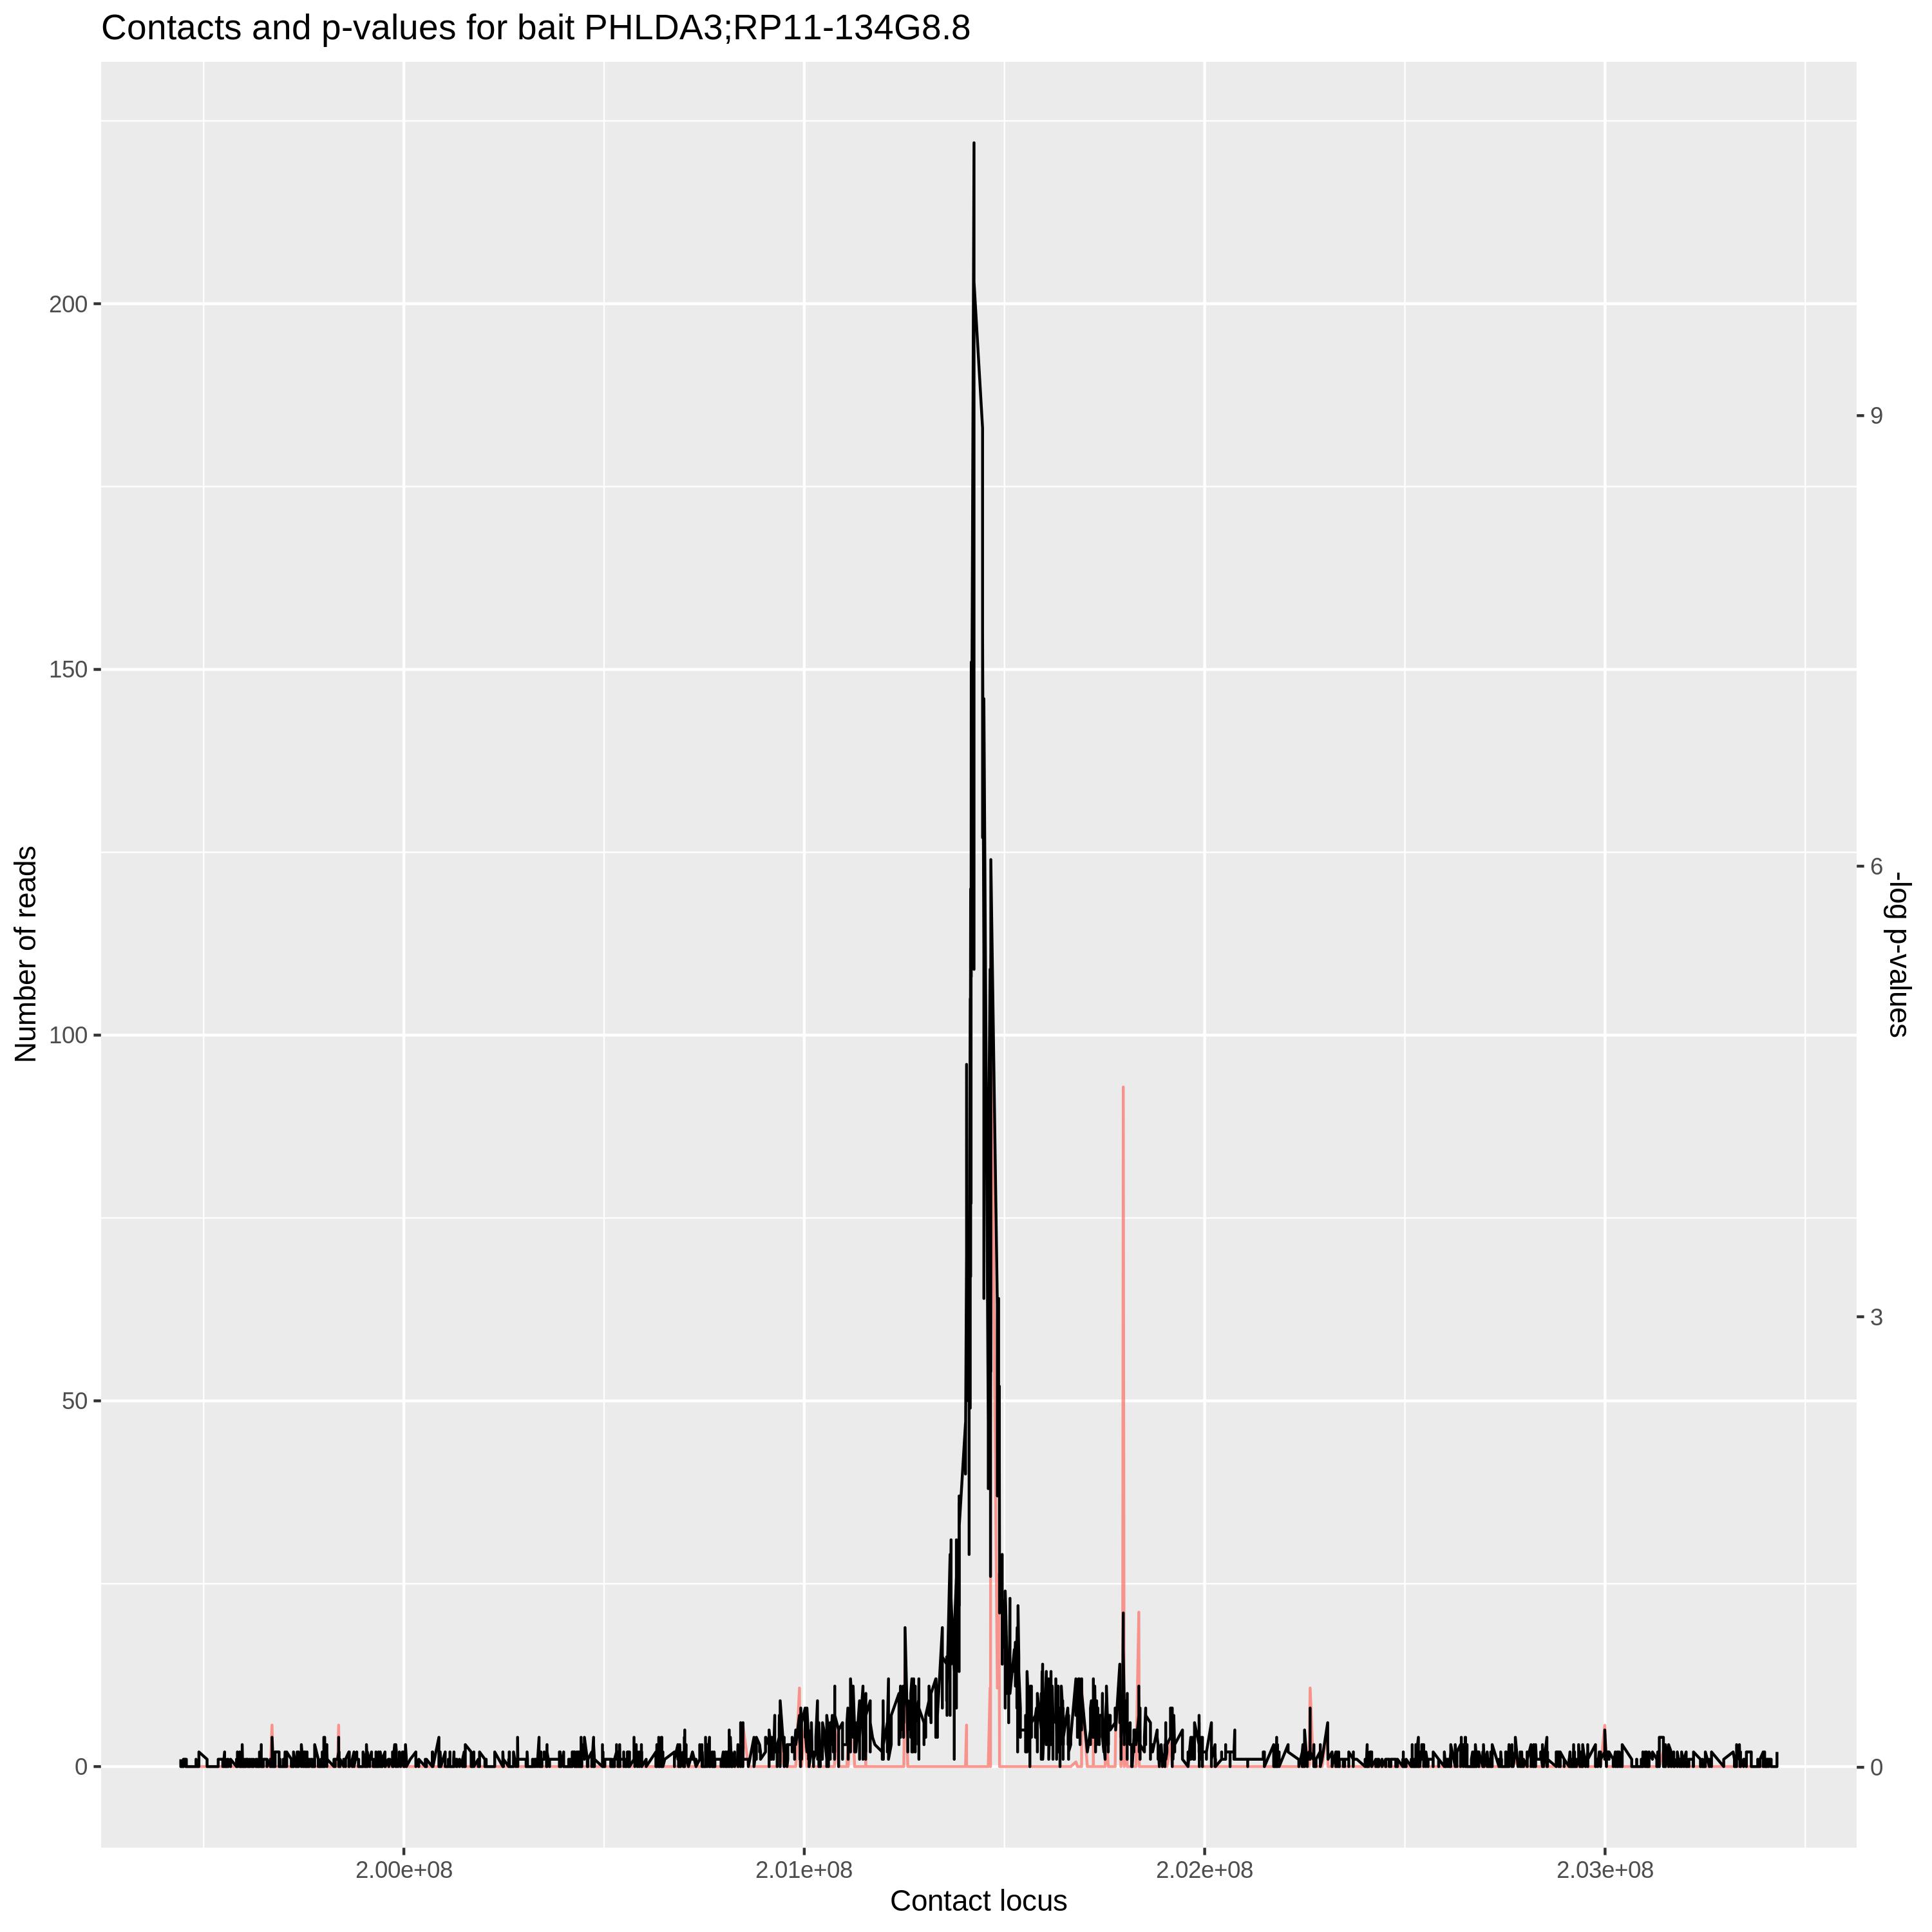 Contacts and p-values for bait PHLDA3;RP11-134G8.8
200
150
100
50
0
Number of reads
9
6
3
0
-log p-values
2.00e+08
2.01e+08
2.02e+08
2.03e+08
Contact locus